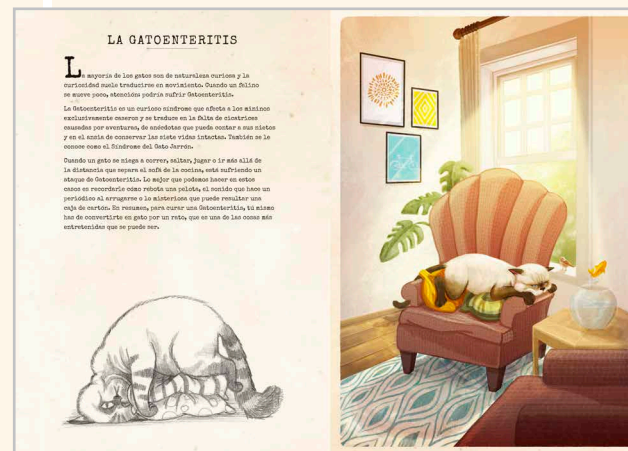 LA GATOENTERITIS
La mayoría de los gatos son de naturaleza curiosa y la
curiosidad suele traducirse en movimiento. Cuando un felino
se mueve poco, atención: podría sufrir Gatoenteritis.
La Gatoenteritis es un curioso síndrome que afecta a los mininos
exclusivamente caseros y se traduce en la falta de cicatrices
causadas por aventuras, de anécdotas que pueda contar a sus nietos
y en el ansia de conservar las siete vidas intactas. También se le
conoce como el Síndrome del Gato Jarrón.
Cuando un gato se niega a correr, saltar, jugar o ir más allá de
la distancia que separa el sofá de la cocina, está sufriendo un
ataque de Gatoenteritis. Lo mejor que podemos hacer en estos
casos es recordarle cómo rebota una pelota, el sonido que hace un
periódico al arrugarse o lo misteriosa que puede resultar una
caja de cartón. En resumen, para curar una Gatoenteritis, tú mismo
has de convertirte en gato por un rato, que es una de las cosas más
entretenidas que se puede ser.